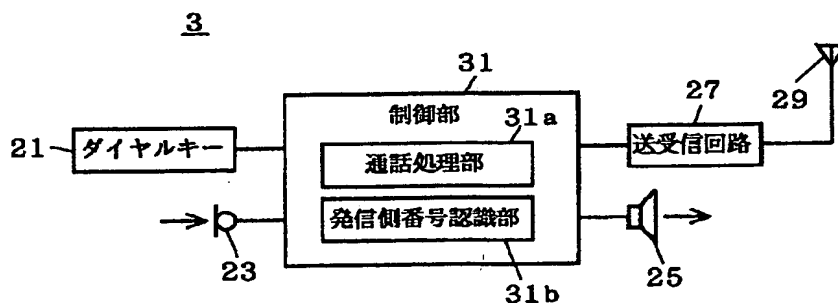 3
31
29
27
制御部
31a
21
ダイヤルキー
通話処理部
送受信回路
発信側番号認識部
23
25
31b